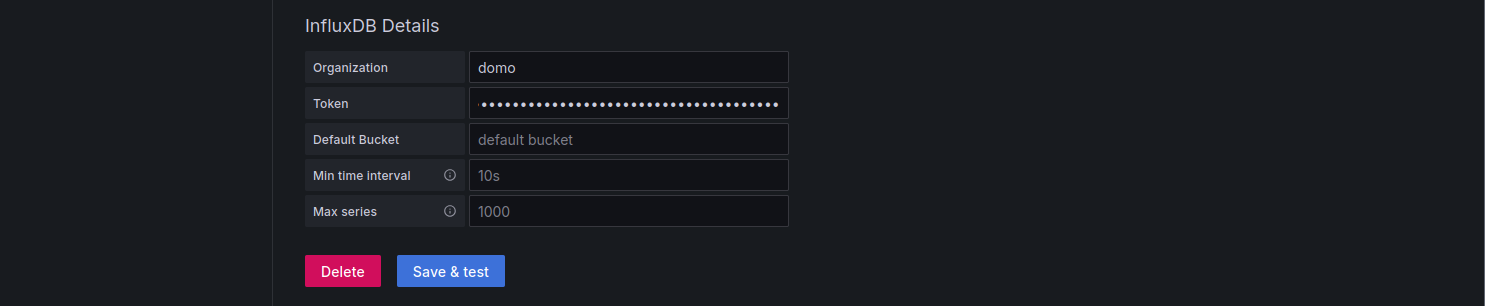 InfluxDB Details
Organization domo
Token ••••••••••••••••••••••••••••••••••••••
Default Bucket default bucket
Min time interval 10s
Max series 1000
Delete Save & test